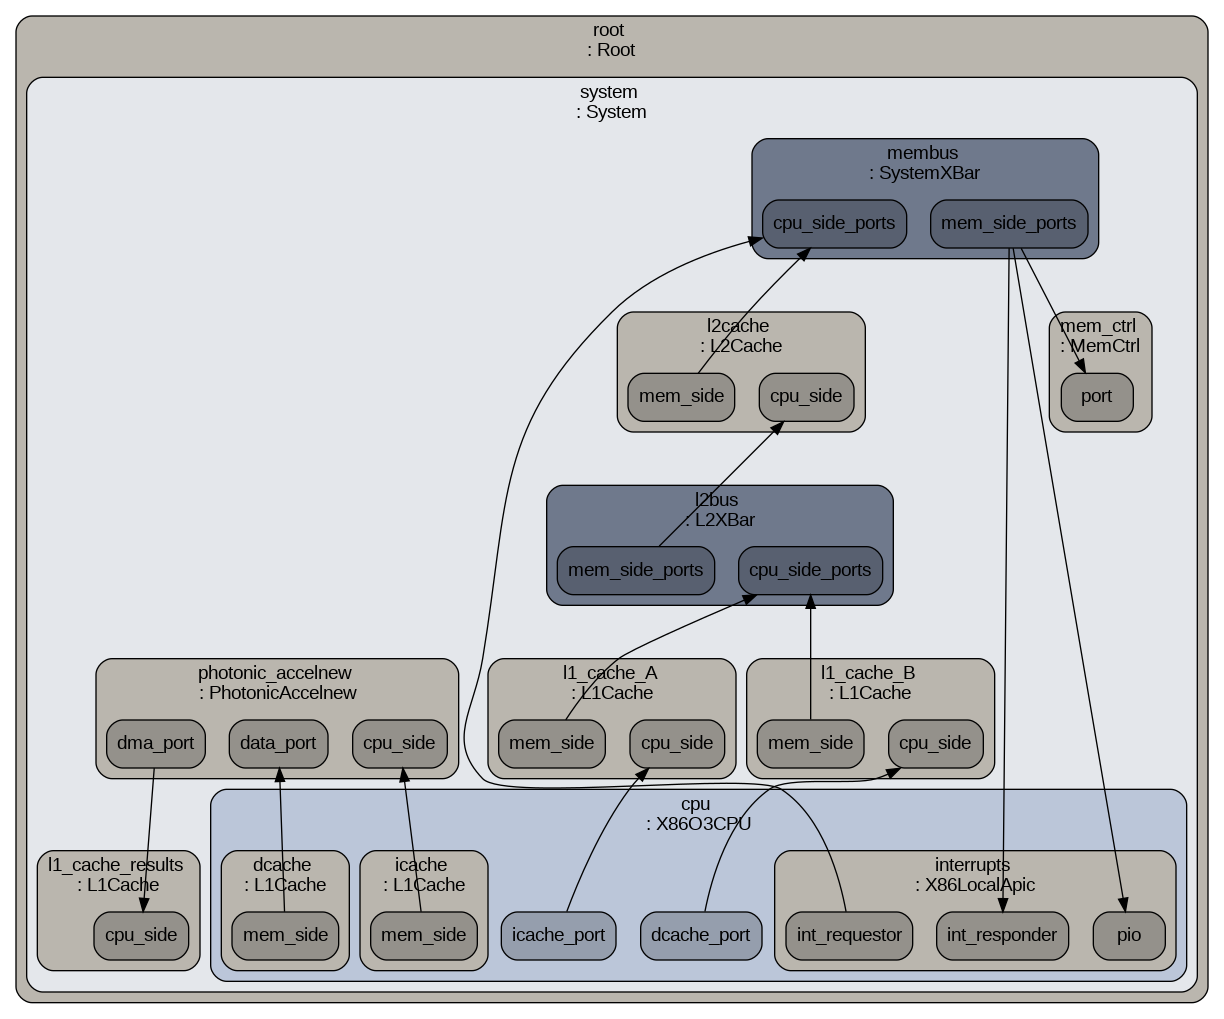 root
: Root
system
: System
membus
: SystemXBar
cpu_side_ports
mem_side_ports
l2cache
: L2Cache
mem_side
cpu_side
mem_ctrl
: MemCtrl
port
l2bus
: L2XBar
mem_side_ports
cpu_side_ports
photonic_accelnew
: PhotonicAccelnew
dma_port
data_port
cpu_side
l1_cache_A
: L1Cache
mem_side
cpu_side
l1_cache_B
: L1Cache
mem_side
cpu_side
cpu
: X86O3CPU
l1_cache_results
: L1Cache
cpu_side
dcache
: L1Cache
mem_side
icache
: L1Cache
mem_side
icache_port
dcache_port
interrupts
: X86LocalApic
int_requestor
int_responder
pio